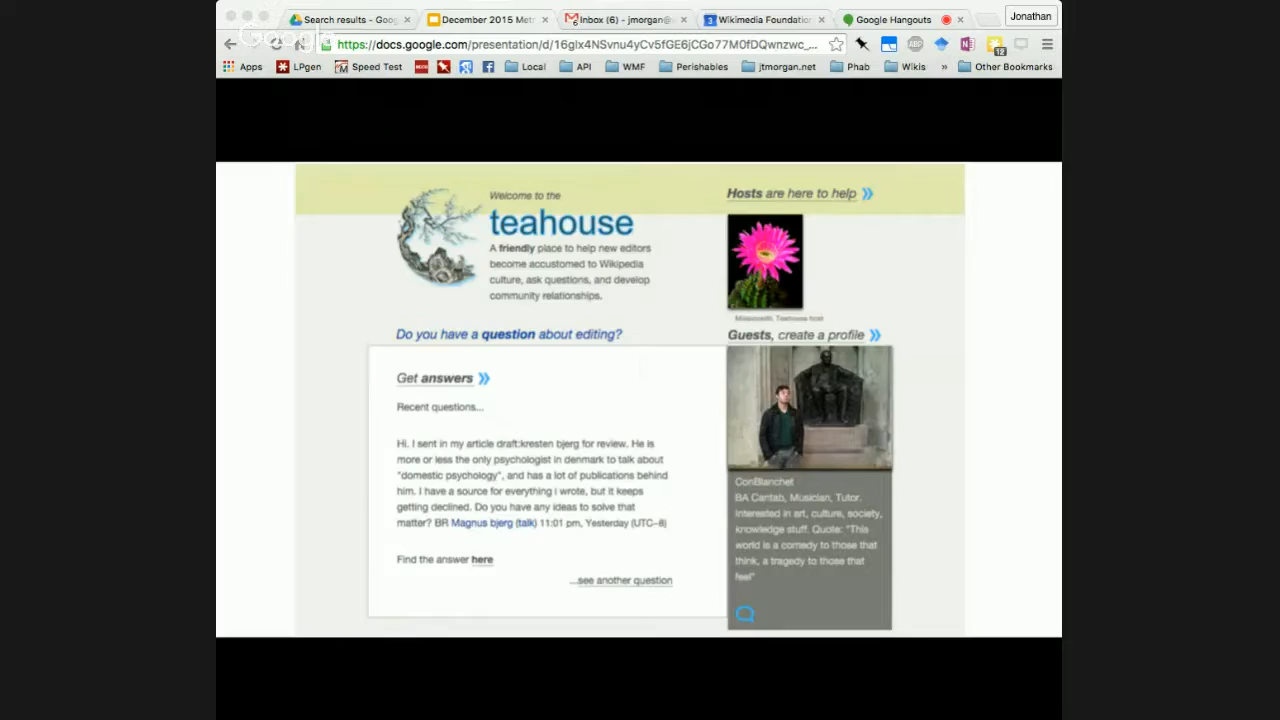 Search results - Goog
December 2015 Met
Inbox (6) - jmorgan@
Wikimedia Foundation
Google Hangouts
Jonathan
Google
https://docs.google.com/presentation/d/16glx4NSvnu4yCv5fGE6jCGo77M0fDQwnzwc_...
12
Apps
LPgen
Speed Test
Local
API
WMF
Perishables
jtmorgan.net
Phab
Wikis
»
Other Bookmarks
Welcome to the
teahouse
A friendly place to help new editors
become accustomed to Wikipedia
culture, ask questions, and develop
community relationships.
Hosts are here to help
Teahouse host
Do you have a question about editing?
Guests, create a profile
Get answers
Recent questions...
Hi. I sent in my article draft:kresten bjerg for review. He is
more or less the only psychologist in denmark to talk about
"domestic psychology", and has a lot of publications behind
him. I have a source for everything i wrote, but it keeps
getting declined. Do you have any ideas to solve that
matter? BR Magnus bjerg (talk) 11:01 pm, Yesterday (UTC−8)
Find the answer here
...see another question
ConBlanchet
BA Cantab, Musician, Tutor.
Interested in art, culture, society,
knowledge stuff. Quote: "This
world is a comedy to those that
think, a tragedy to those that
feel"